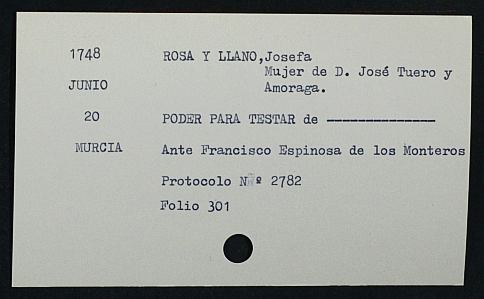 1748 ROSA Y LLANO,Josefa
Mujer de D. José Tuero y
JUNIO Amoraga.
20 PODER PARA TESTAR de --------------
MURCIA Ante Francisco Espinosa de los Monteros
Protocolo Nº 2782
Folio 301